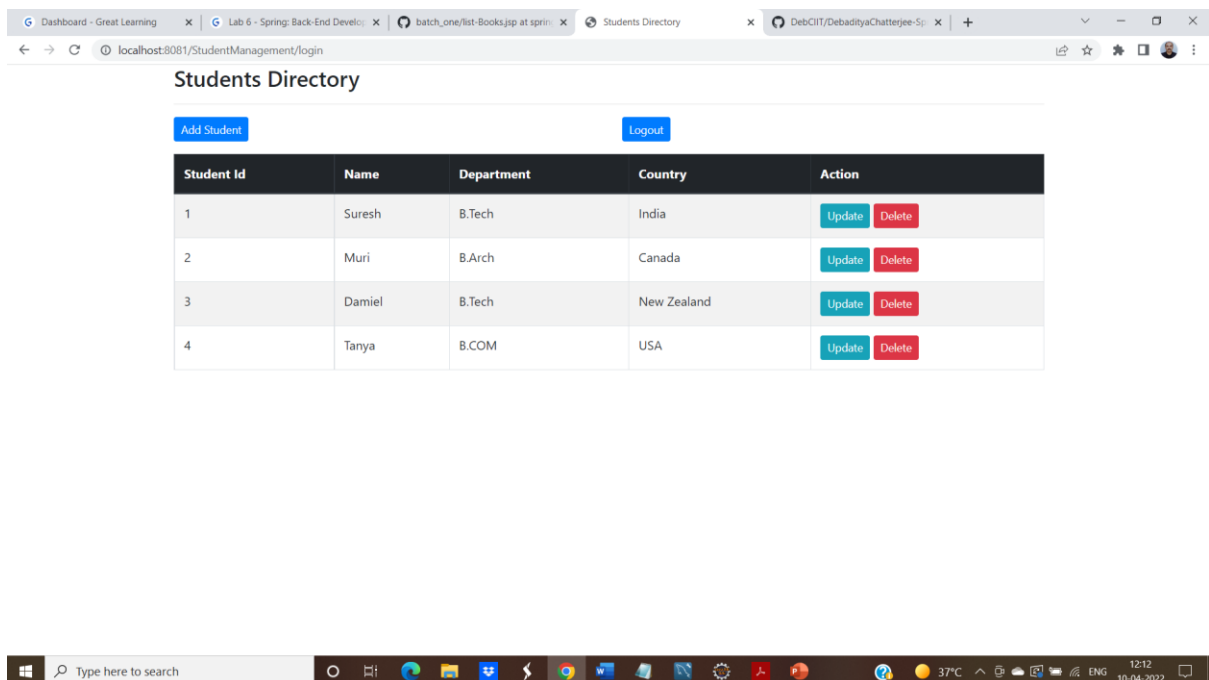 Dashboard - Great Learning
Lab 6 - Spring: Back-End Develop
batch_one/list-Books.jsp at sprin
Students Directory
DebCIIT/DebadityaChatterjee-Sp
localhost:8081/StudentManagement/login
Students Directory
Add Student Logout
Student Id Name Department Country Action
1 Suresh B.Tech India Update Delete
2 Muri B.Arch Canada Update Delete
3 Damiel B.Tech New Zealand Update Delete
4 Tanya B.COM USA Update Delete
Type here to search 37°C ENG 12:12
10-04-2022